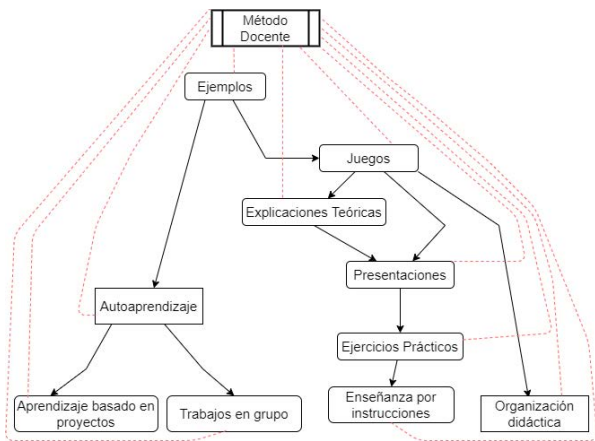 Método
Docente
Ejemplos
Juegos
Explicaciones Teóricas
Presentaciones
Autoaprendizaje
Ejercicios Prácticos
Aprendizaje basado en
proyectos
Trabajos en grupo
Enseñanza por
instrucciones
Organización
didáctica